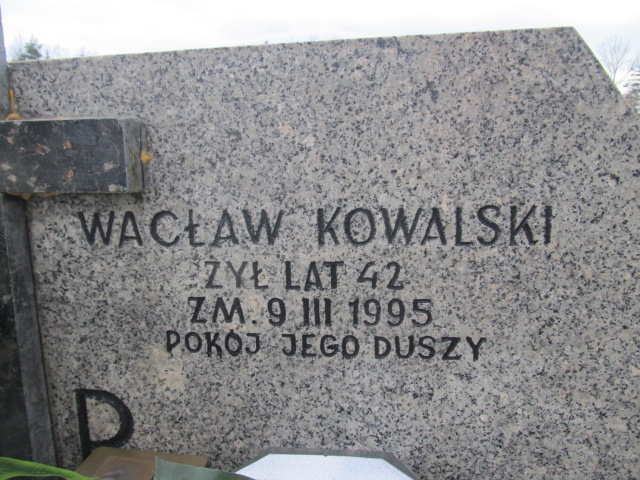 WACŁAW KOWALSKI
ŻYŁ LAT 42
ZM. 9 III 1995
POKÓJ JEGO DUSZY
P